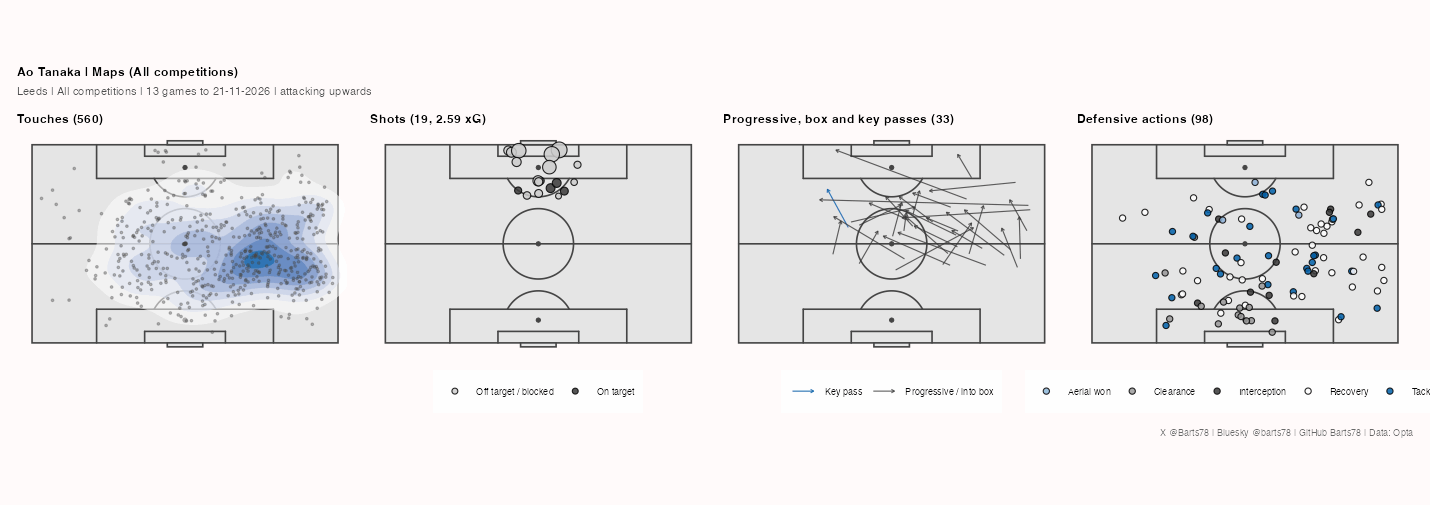 Ao Tanaka | Maps (All competitions)
Leeds | All competitions | 13 games to 21-11-2026 | attacking upwards
Touches (560)
Shots (19, 2.59 xG)
Progressive, box and key passes (33)
Defensive actions (98)
Off target / blocked
On target
Key pass
Progressive / into box
Aerial won
Clearance
Interception
Recovery
Tack
X @Barts78 | Bluesky @barts78 | GitHub Barts78 | Data: Opta